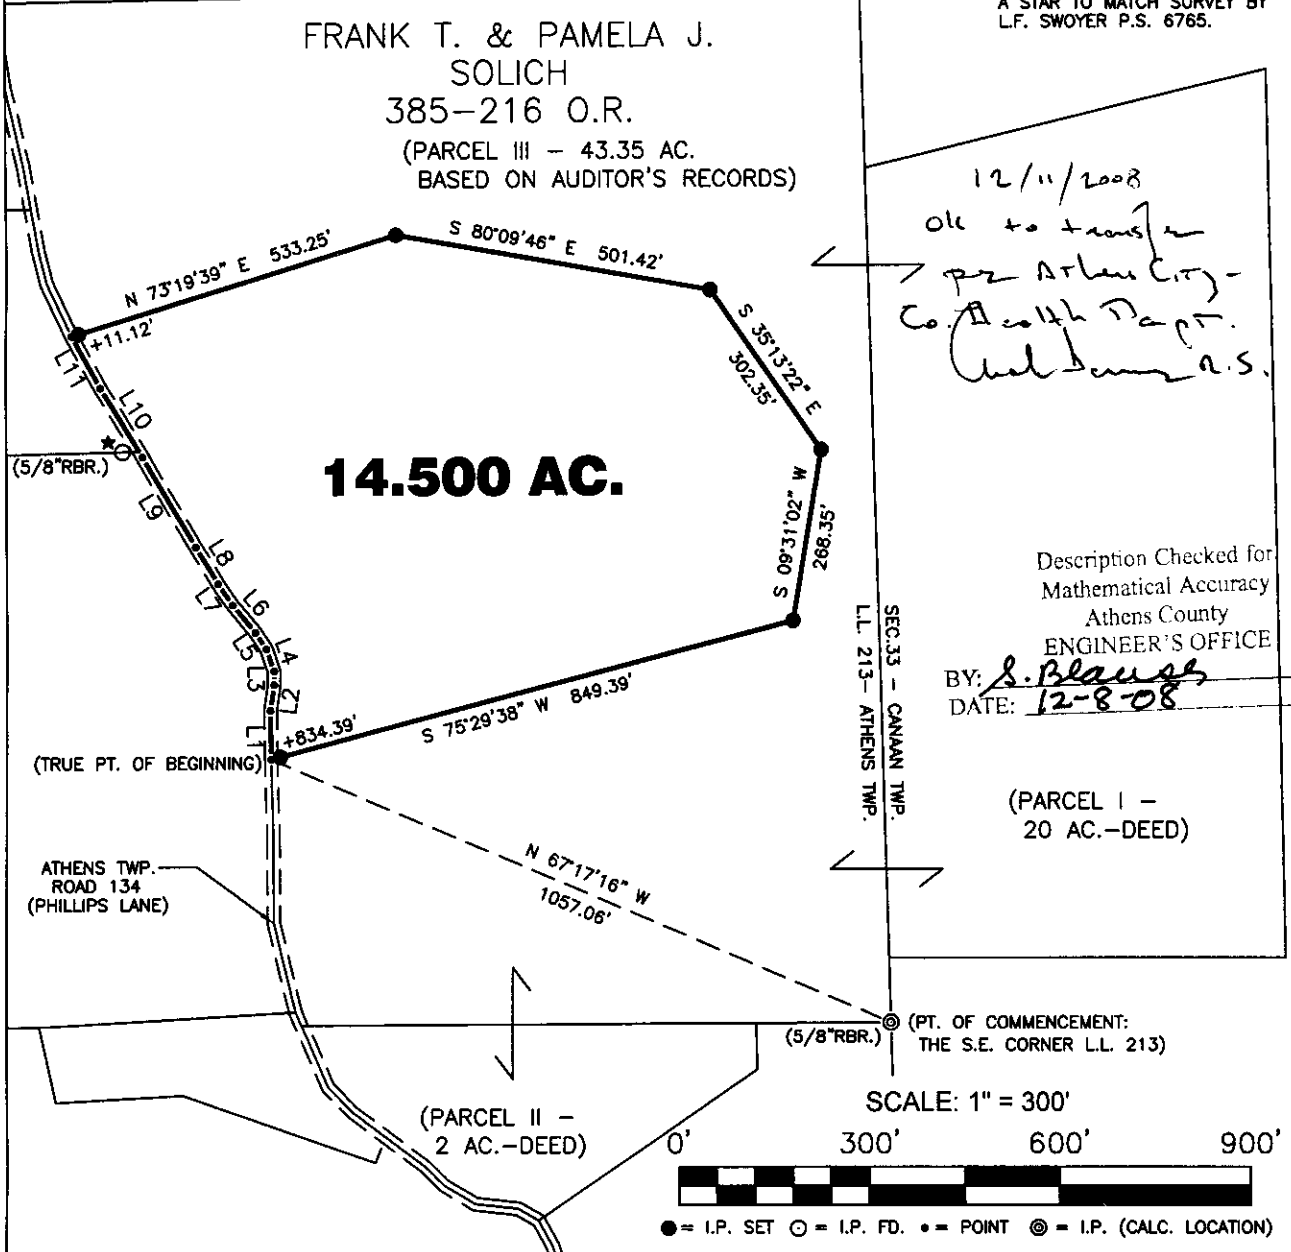 A STAR TO MATCH SURVEY BY
L.F. SWOYER P.S. 6765.
FRANK T. & PAMELA J.
SOLICH
385-216 O.R.
(PARCEL III - 43.35 AC.
BASED ON AUDITOR'S RECORDS)
12/11/2008
ok to transfer
per Athens City-
Co. Health Dept.
R.S.
N 73°19'39" E 533.25'
+11.12'
S 80°09'46" E 501.42'
S 35°13'22" E
302.35'
S 09°31'02" W
268.35'
S 75°29'38" W 849.39'
+834.39'
14.500 AC.
L11
L10
★
(5/8"RBR.)
L9
L8
L7
L6
L5
L4
L3
L2
L1
(TRUE PT. OF BEGINNING)
SEC.33 - CANAAN TWP.
L.L. 213- ATHENS TWP.
Description Checked for
Mathematical Accuracy
Athens County
ENGINEER'S OFFICE
BY: S. Blauser
DATE: 12-8-08
(PARCEL I -
20 AC.-DEED)
N 67°17'16" W
1057.06'
ATHENS TWP.
ROAD 134
(PHILLIPS LANE)
(5/8"RBR.)
(PT. OF COMMENCEMENT:
THE S.E. CORNER L.L. 213)
(PARCEL II -
2 AC.-DEED)
SCALE: 1" = 300'
0' 300' 600' 900'
● = I.P. SET ○ = I.P. FD. • = POINT ◎ = I.P. (CALC. LOCATION)